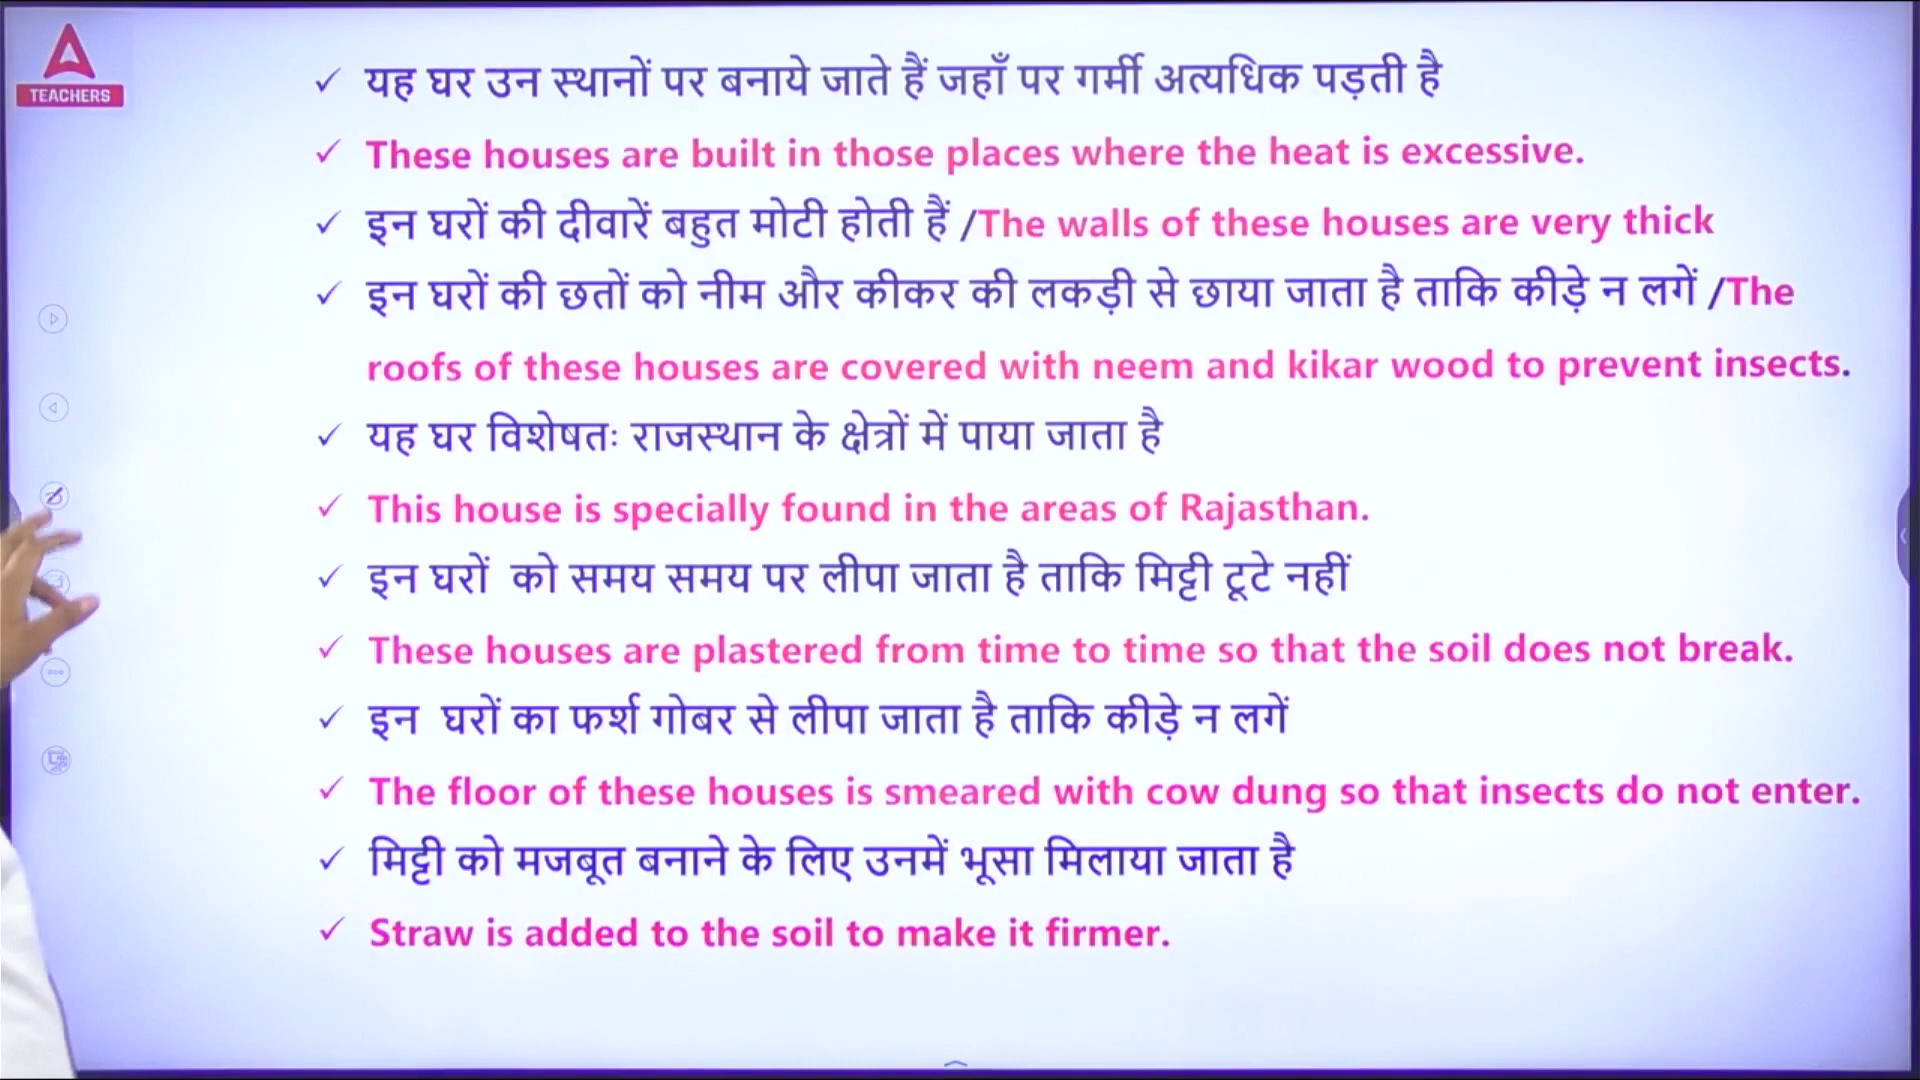 A
TEACHERS
यह घर उन स्थानों पर बनाये जाते हैं जहाँ पर गर्मी अत्यधिक पड़ती है
These houses are built in those places where the heat is excessive.
इन घरों की दीवारें बहुत मोटी होती हैं /The walls of these houses are very thick
इन घरों की छतों को नीम और कीकर की लकड़ी से छाया जाता है ताकि कीड़े न लगें /The
roofs of these houses are covered with neem and kikar wood to prevent insects.
यह घर विशेषतः राजस्थान के क्षेत्रों में पाया जाता है
This house is specially found in the areas of Rajasthan.
इन घरों को समय समय पर लीपा जाता है ताकि मिट्टी टूटे नहीं
These houses are plastered from time to time so that the soil does not break.
इन घरों का फर्श गोबर से लीपा जाता है ताकि कीड़े न लगें
The floor of these houses is smeared with cow dung so that insects do not enter.
मिट्टी को मजबूत बनाने के लिए उनमें भूसा मिलाया जाता है
Straw is added to the soil to make it firmer.